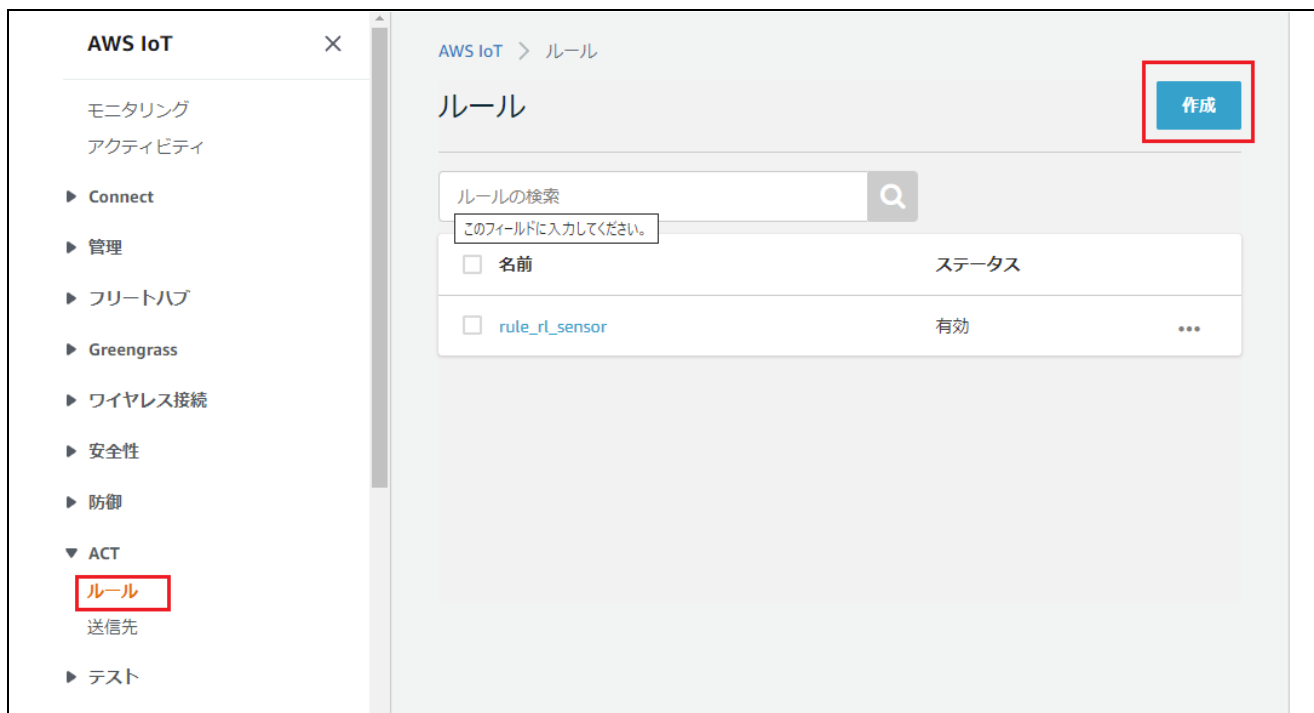 AWS IoT
モニタリング
アクティビティ
Connect
管理
フリートハブ
Greengrass
ワイヤレス接続
安全性
防御
ACT
ルール
送信先
テスト
AWS IoT > ルール
ルール
作成
ルールの検索
このフィールドに入力してください。
名前 ステータス
rule_rl_sensor 有効